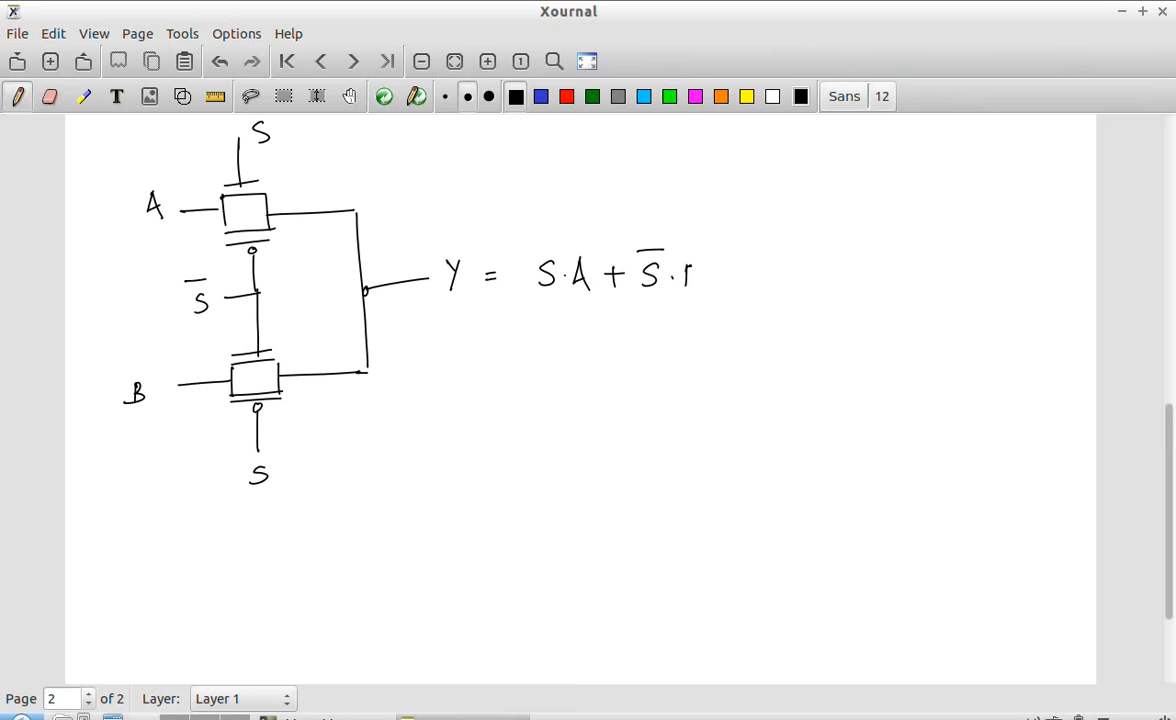 Xournal
File Edit View Page Tools Options Help
Sans 12
S
A
Y = S·A + S̅·
S̅
B
S
Page 2 of 2 Layer: Layer 1